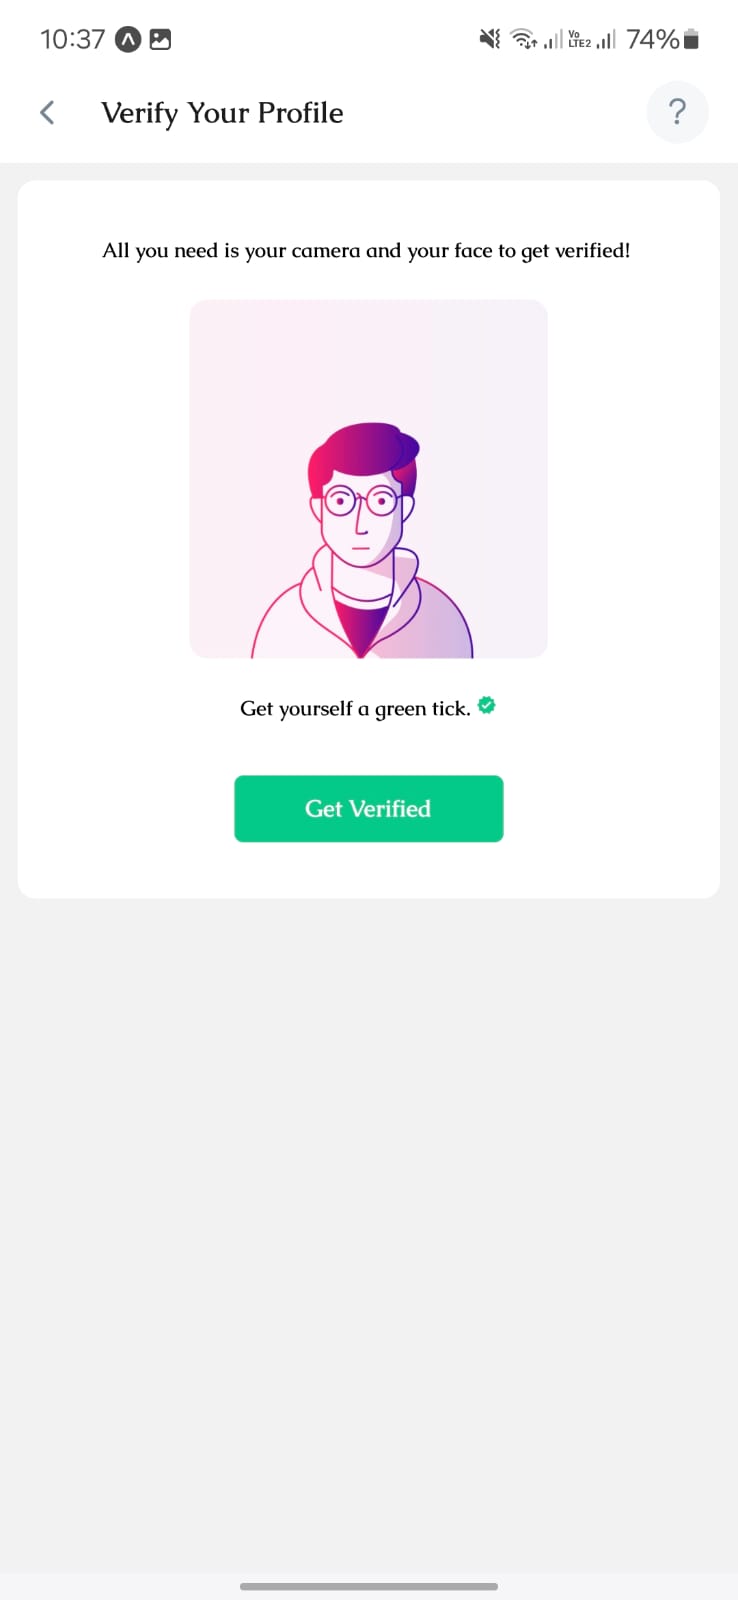 10:37 Vo LTE2 74%
Verify Your Profile ?
All you need is your camera and your face to get verified!
Get yourself a green tick.
Get Verified